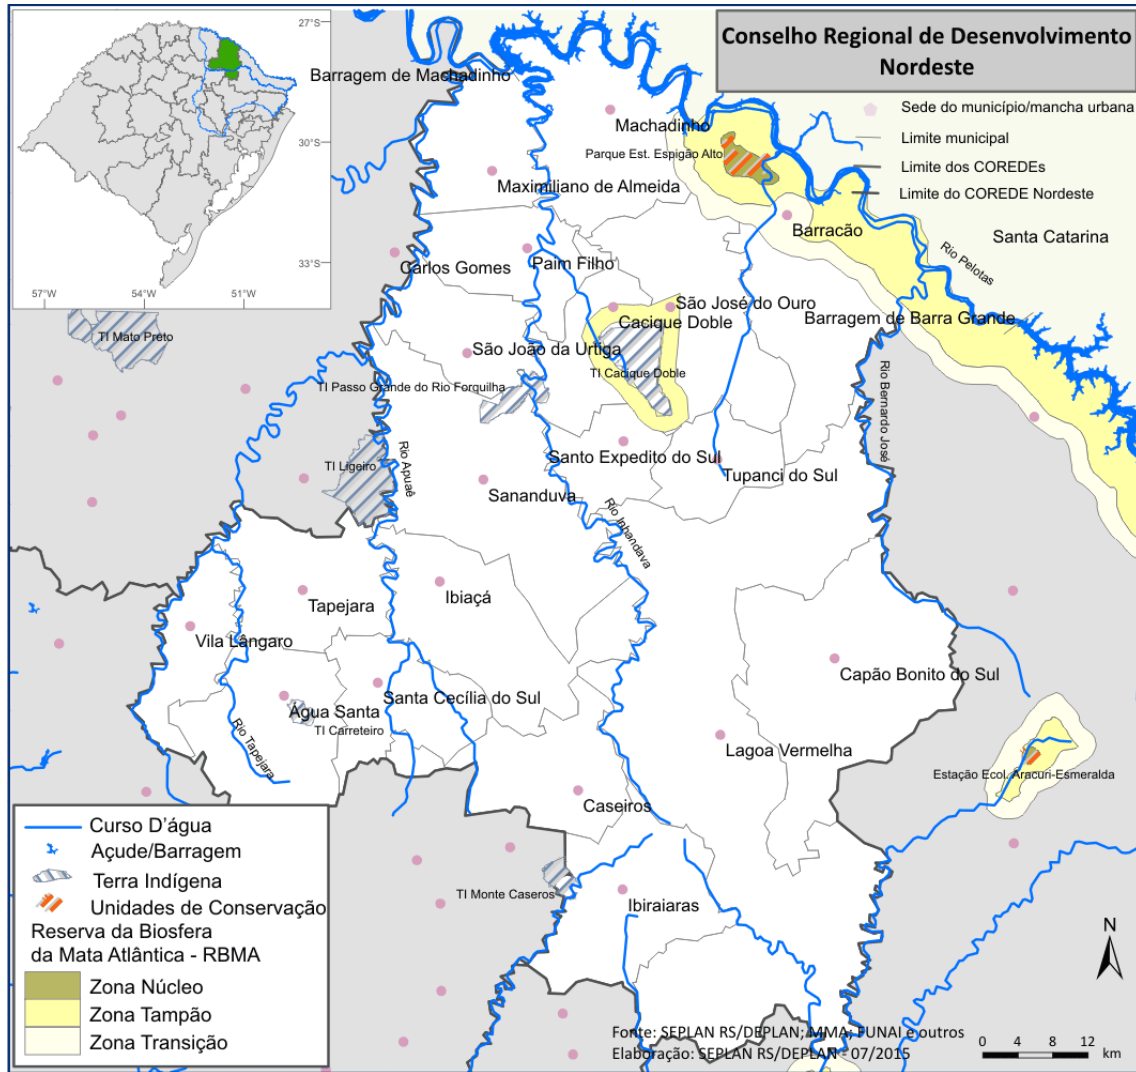 Conselho Regional de Desenvolvimento
Nordeste
27°S
30°S
33°S
57°W
54°W
51°W
Sede do município/mancha urbana
Limite municipal
Limite dos COREDEs
Limite do COREDE Nordeste
Barragem de Machadinho
Machadinho
Parque Est. Espigão Alto
Maximiliano de Almeida
Barracão
Santa Catarina
Rio Pelotas
Carlos Gomes
Paim Filho
São José do Ouro
Cacique Doble
Barragem de Barra Grande
TI Mato Preto
São João da Urtiga
TI Cacique Doble
TI Passo Grande do Rio Forquilha
Rio Bernardo José
Rio Apuaê
TI Ligeiro
Santo Expedito do Sul
Tupanci do Sul
Sananduva
Rio Inhandava
Ibiaçá
Tapejara
Vila Lângaro
Capão Bonito do Sul
Santa Cecília do Sul
Água Santa
TI Carreteiro
Rio Tapejara
Lagoa Vermelha
Estação Ecol. Aracuri-Esmeralda
Caseiros
TI Monte Caseros
Ibiraiaras
Curso D'água
Açude/Barragem
Terra Indígena
Unidades de Conservação
Reserva da Biosfera
da Mata Atlântica - RBMA
Zona Núcleo
Zona Tampão
Zona Transição
Fonte: SEPLAN RS/DEPLAN; MMA; FUNAI e outros
Elaboração: SEPLAN RS/DEPLAN - 07/2015
N
0 4 8 12
km